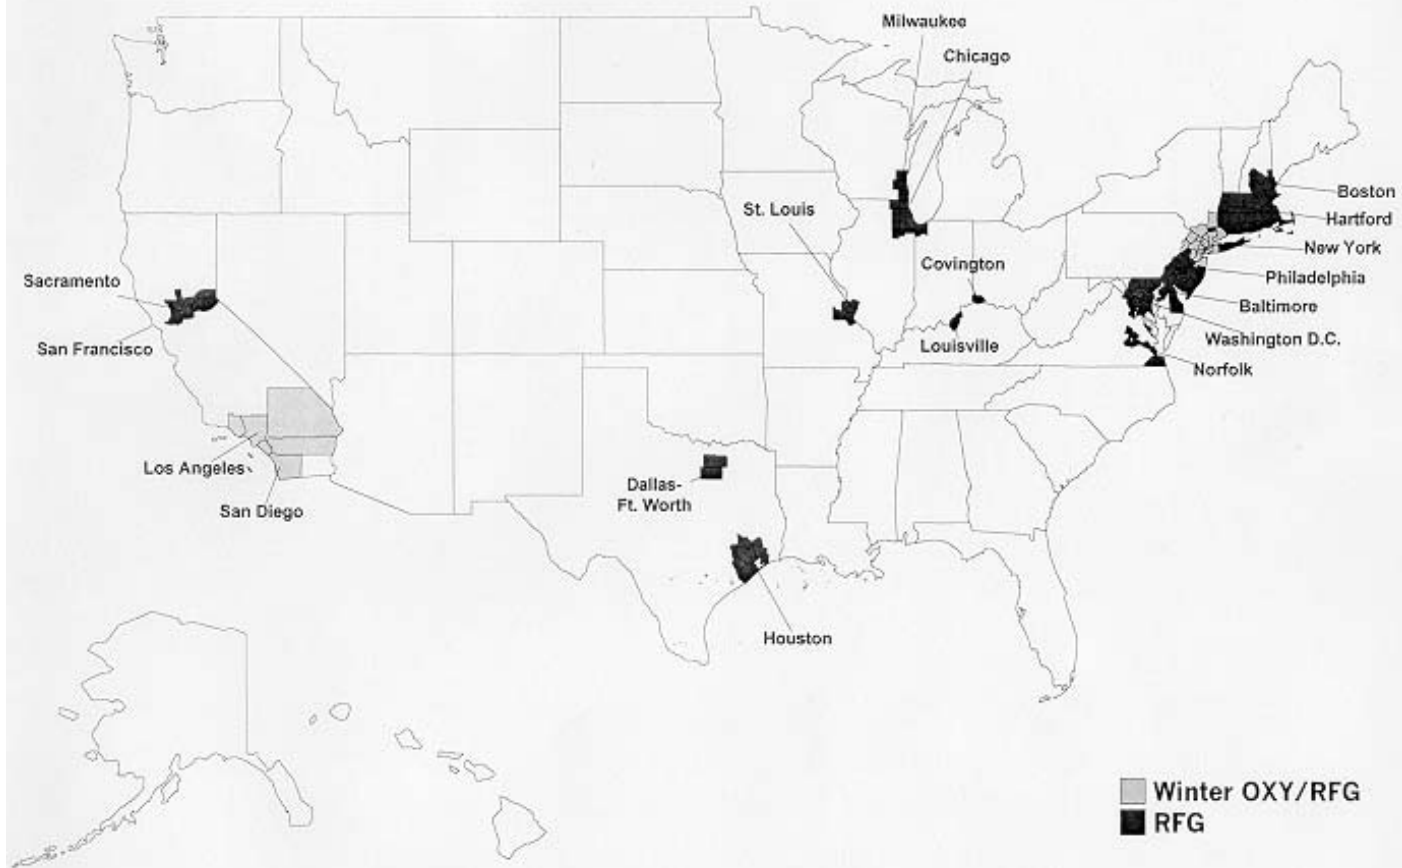 Milwaukee
Chicago
St. Louis
Covington
Louisville
Boston
Hartford
New York
Philadelphia
Baltimore
Washington D.C.
Norfolk
Sacramento
San Francisco
Los Angeles
San Diego
Dallas-
Ft. Worth
Houston
Winter OXY/RFG
RFG